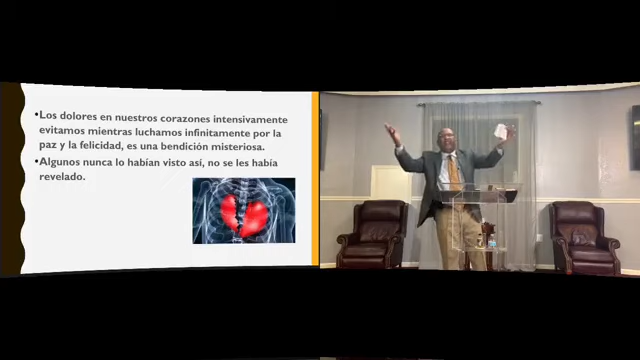 •Los dolores en nuestros corazones intensivamente
evitamos mientras luchamos infinitamente por la
paz y la felicidad, es una bendición misteriosa.
•Algunos nunca lo habían visto así, no se les había
revelado.